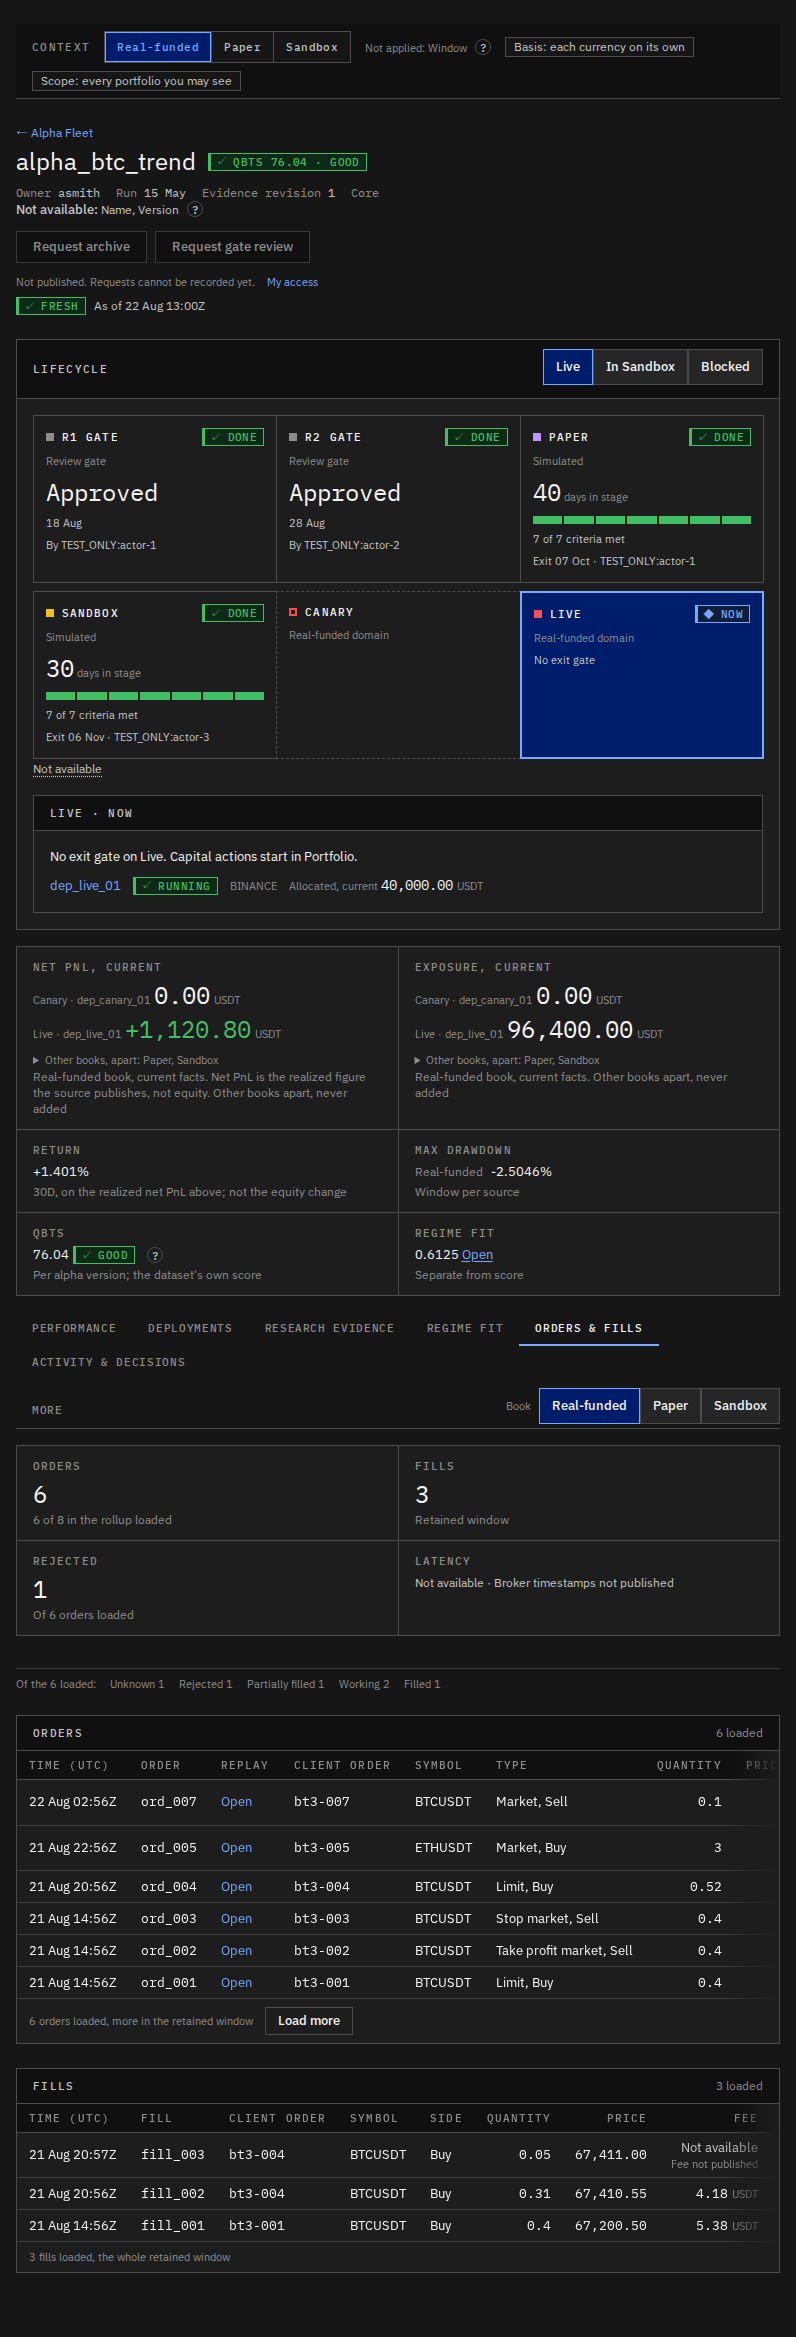 CONTEXT Real-funded Paper Sandbox Not applied: Window ? Basis: each currency on its own
Scope: every portfolio you may see
← Alpha Fleet
alpha_btc_trend ✓ QBTS 76.04 · GOOD
Owner asmith Run 15 May Evidence revision 1 Core
Not available: Name, Version ?
Request archive Request gate review
Not published. Requests cannot be recorded yet. My access
✓ FRESH As of 22 Aug 13:00Z
LIFECYCLE Live In Sandbox Blocked
R1 GATE ✓ DONE R2 GATE ✓ DONE PAPER ✓ DONE
Review gate Review gate Simulated
Approved Approved 40 days in stage
18 Aug 28 Aug 7 of 7 criteria met
By TEST_ONLY:actor-1 By TEST_ONLY:actor-2 Exit 07 Oct · TEST_ONLY:actor-1
SANDBOX ✓ DONE CANARY LIVE ◆ NOW
Simulated Real-funded domain Real-funded domain
30 days in stage No exit gate
7 of 7 criteria met
Exit 06 Nov · TEST_ONLY:actor-3
Not available
LIVE · NOW
No exit gate on Live. Capital actions start in Portfolio.
dep_live_01 ✓ RUNNING BINANCE Allocated, current 40,000.00 USDT
NET PNL, CURRENT EXPOSURE, CURRENT
Canary · dep_canary_01 0.00 USDT Canary · dep_canary_01 0.00 USDT
Live · dep_live_01 +1,120.80 USDT Live · dep_live_01 96,400.00 USDT
▶ Other books, apart: Paper, Sandbox ▶ Other books, apart: Paper, Sandbox
Real-funded book, current facts. Net PnL is the realized figure Real-funded book, current facts. Other books apart, never
the source publishes, not equity. Other books apart, never added
added
RETURN MAX DRAWDOWN
+1.401% Real-funded -2.5046%
30D, on the realized net PnL above; not the equity change Window per source
QBTS REGIME FIT
76.04 ✓ GOOD ? 0.6125 Open
Per alpha version; the dataset's own score Separate from score
PERFORMANCE DEPLOYMENTS RESEARCH EVIDENCE REGIME FIT ORDERS & FILLS
ACTIVITY & DECISIONS
MORE Book Real-funded Paper Sandbox
ORDERS FILLS
6 3
6 of 8 in the rollup loaded Retained window
REJECTED LATENCY
1 Not available · Broker timestamps not published
Of 6 orders loaded
Of the 6 loaded: Unknown 1 Rejected 1 Partially filled 1 Working 2 Filled 1
ORDERS 6 loaded
TIME (UTC) ORDER REPLAY CLIENT ORDER SYMBOL TYPE QUANTITY PRIC
22 Aug 02:56Z ord_007 Open bt3-007 BTCUSDT Market, Sell 0.1
21 Aug 22:56Z ord_005 Open bt3-005 ETHUSDT Market, Buy 3
21 Aug 20:56Z ord_004 Open bt3-004 BTCUSDT Limit, Buy 0.52
21 Aug 14:56Z ord_003 Open bt3-003 BTCUSDT Stop market, Sell 0.4
21 Aug 14:56Z ord_002 Open bt3-002 BTCUSDT Take profit market, Sell 0.4
21 Aug 14:56Z ord_001 Open bt3-001 BTCUSDT Limit, Buy 0.4
6 orders loaded, more in the retained window Load more
FILLS 3 loaded
TIME (UTC) FILL CLIENT ORDER SYMBOL SIDE QUANTITY PRICE FEE
21 Aug 20:57Z fill_003 bt3-004 BTCUSDT Buy 0.05 67,411.00 Not available
Fee not published
21 Aug 20:56Z fill_002 bt3-004 BTCUSDT Buy 0.31 67,410.55 4.18 USDT
21 Aug 14:56Z fill_001 bt3-001 BTCUSDT Buy 0.4 67,200.50 5.38 USDT
3 fills loaded, the whole retained window